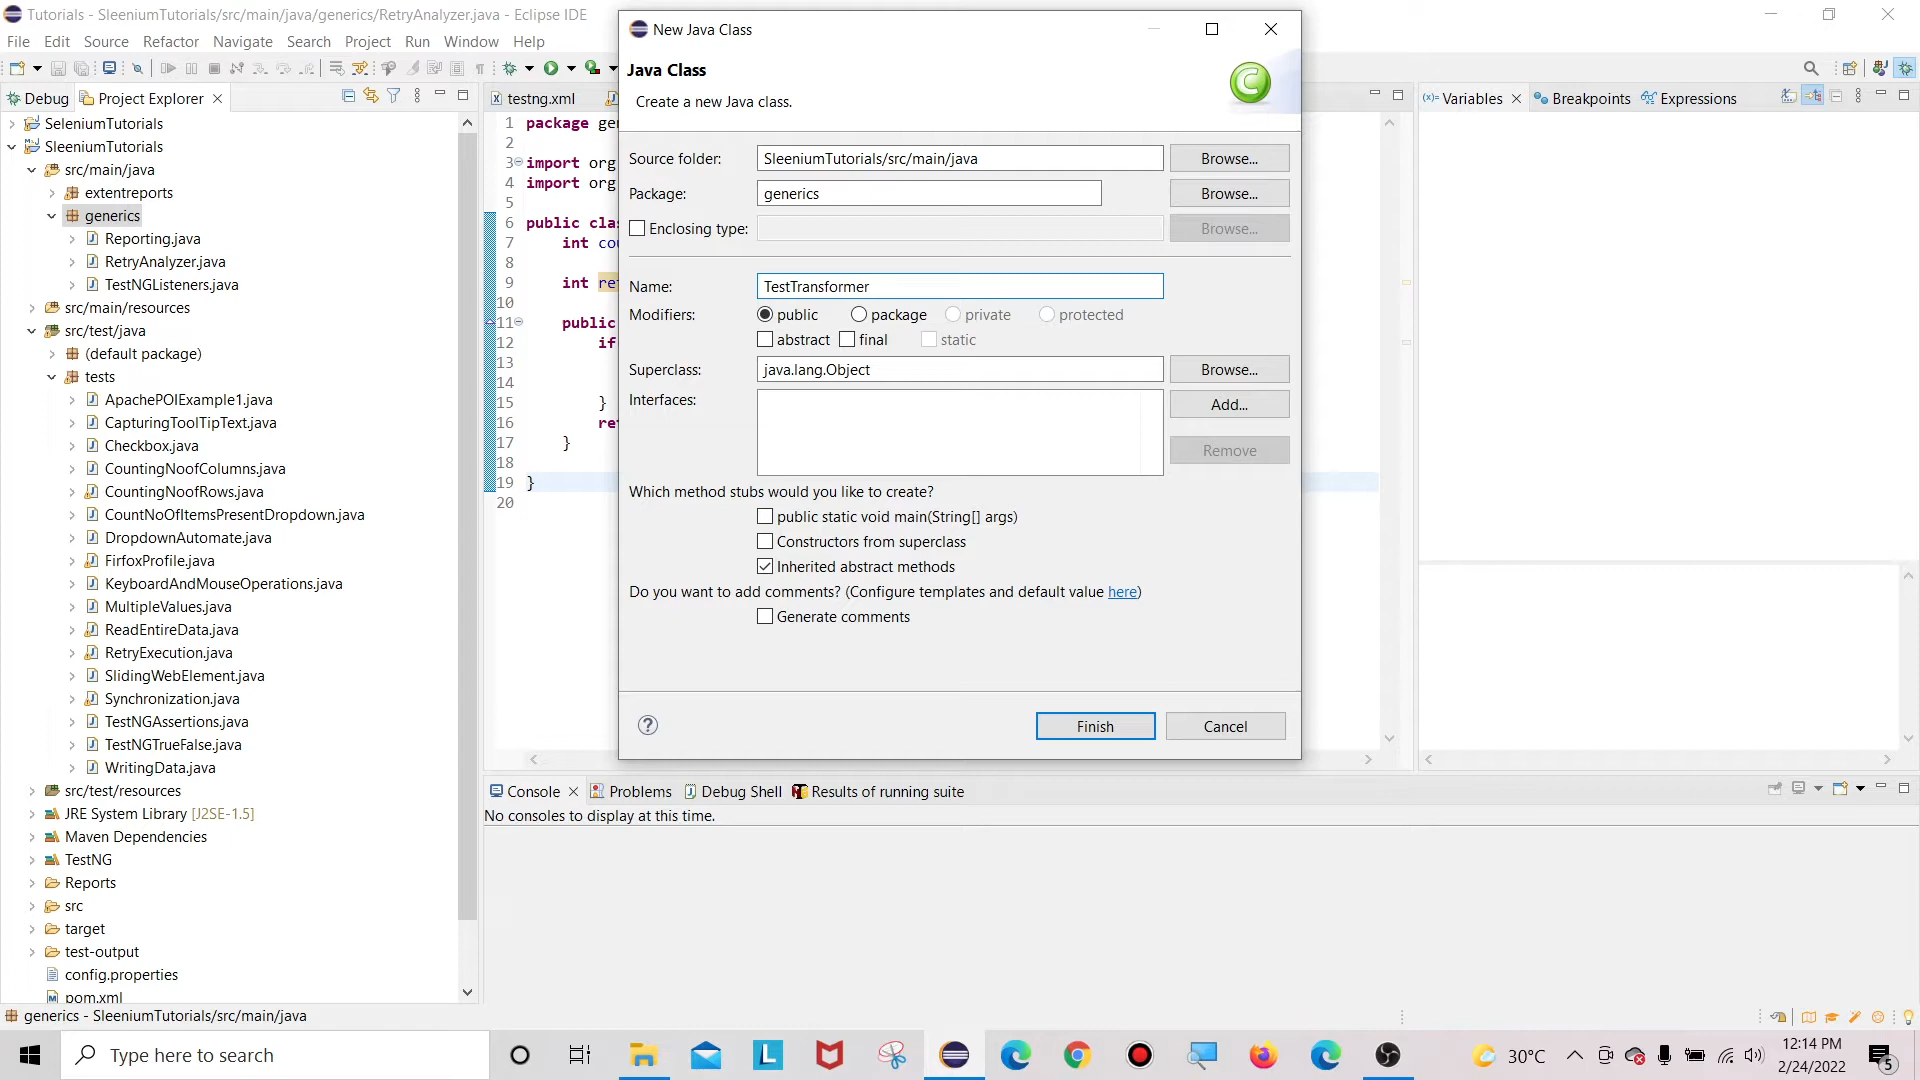 Tutorials - SleeniumTutorials/src/main/java/generics/RetryAnalyzer.java - Eclipse IDE
File Edit Source Refactor Navigate Search Project Run Window Help
Debug Project Explorer
SeleniumTutorials
SleeniumTutorials
src/main/java
extentreports
generics
Reporting.java
RetryAnalyzer.java
TestNGListeners.java
src/main/resources
src/test/java
(default package)
tests
ApachePOIExample1.java
CapturingToolTipText.java
Checkbox.java
CountingNoofColumns.java
CountingNoofRows.java
CountNoOfItemsPresentDropdown.java
DropdownAutomate.java
FirfoxProfile.java
KeyboardAndMouseOperations.java
MultipleValues.java
ReadEntireData.java
RetryExecution.java
SlidingWebElement.java
Synchronization.java
TestNGAssertions.java
TestNGTrueFalse.java
WritingData.java
src/test/resources
JRE System Library [J2SE-1.5]
Maven Dependencies
TestNG
Reports
src
target
test-output
config.properties
pom.xml
generics - SleeniumTutorials/src/main/java
testng.xml
1 package ge
2
3 import org
4 import org
5
6 public cla
7 int co
8
9 int re
10
11 public
12 if
13
14
15 }
16 re
17 }
18
19 }
20
New Java Class
Java Class
Create a new Java class.
Source folder: SleeniumTutorials/src/main/java Browse...
Package: generics Browse...
Enclosing type: Browse...
Name: TestTransformer
Modifiers: public package private protected
abstract final static
Superclass: java.lang.Object Browse...
Interfaces: Add...
Remove
Which method stubs would you like to create?
public static void main(String[] args)
Constructors from superclass
Inherited abstract methods
Do you want to add comments? (Configure templates and default value here)
Generate comments
Finish Cancel
(x)= Variables Breakpoints Expressions
Console Problems Debug Shell Results of running suite
No consoles to display at this time.
Type here to search
30°C
12:14 PM
2/24/2022
5